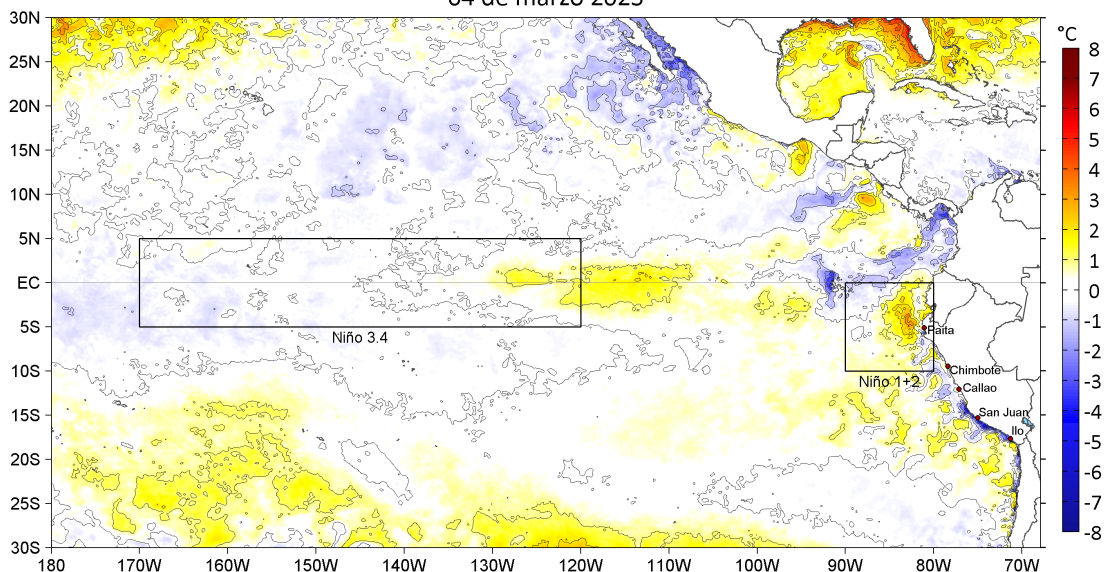 04 de marzo 2023
30N
25N
20N
15N
10N
5N
EC
5S
10S
15S
20S
25S
30S
180
170W
160W
150W
140W
130W
120W
110W
100W
90W
80W
70W
Niño 3.4
Niño 1+2
Paita
Chimbote
Callao
San Juan
Ilo
°C
8
7
6
5
4
3
2
1
0
-1
-2
-3
-4
-5
-6
-7
-8